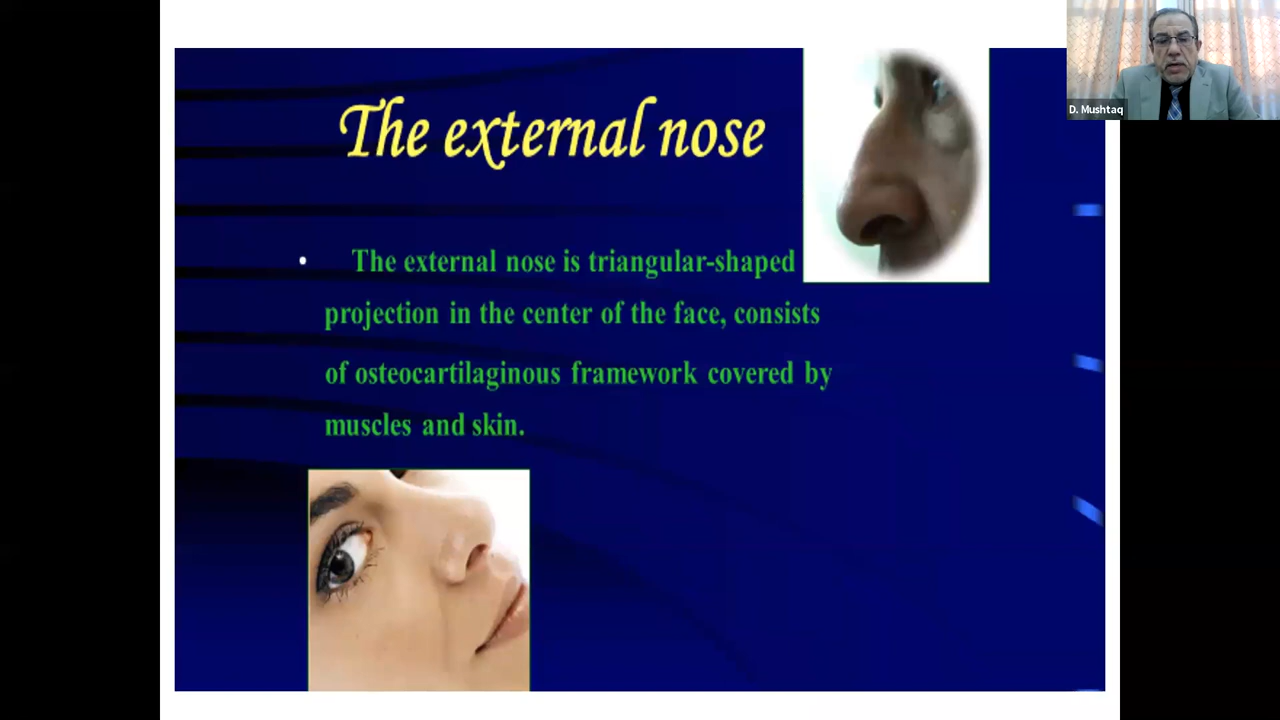 The external nose
D. Mushtaq
• The external nose is triangular-shaped
projection in the center of the face, consists
of osteocartilaginous framework covered by
muscles and skin.